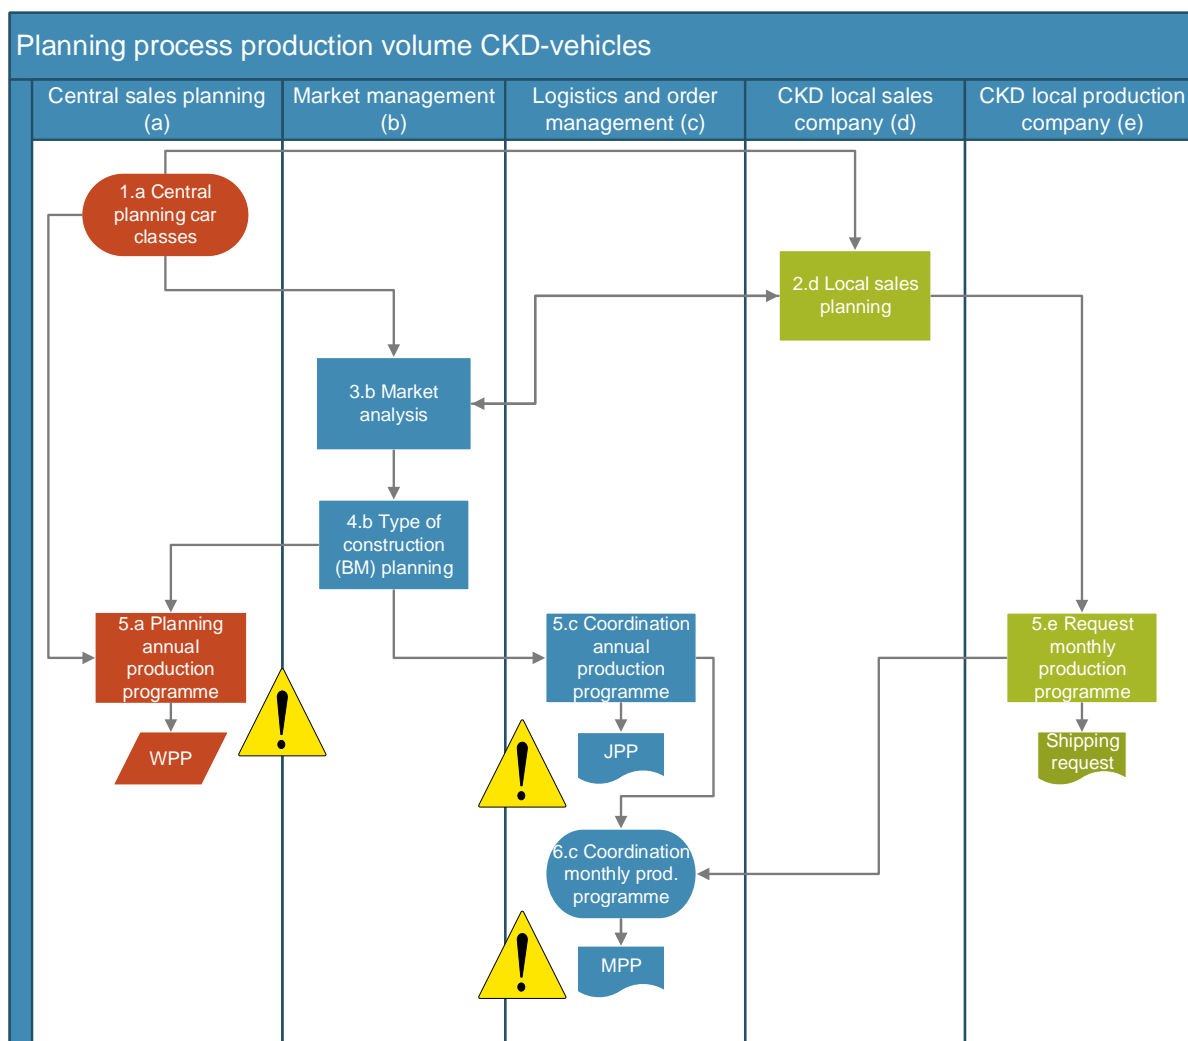 Planning process production volume CKD-vehicles
Central sales planning
(a)
Market management
(b)
Logistics and order
management (c)
CKD local sales
company (d)
CKD local production
company (e)
1.a Central
planning car
classes
2.d Local sales
planning
3.b Market
analysis
4.b Type of
construction
(BM) planning
5.a Planning
annual
production
programme
5.c Coordination
annual
production
programme
5.e Request
monthly
production
programme
WPP
JPP
Shipping
request
6.c Coordination
monthly prod.
programme
MPP